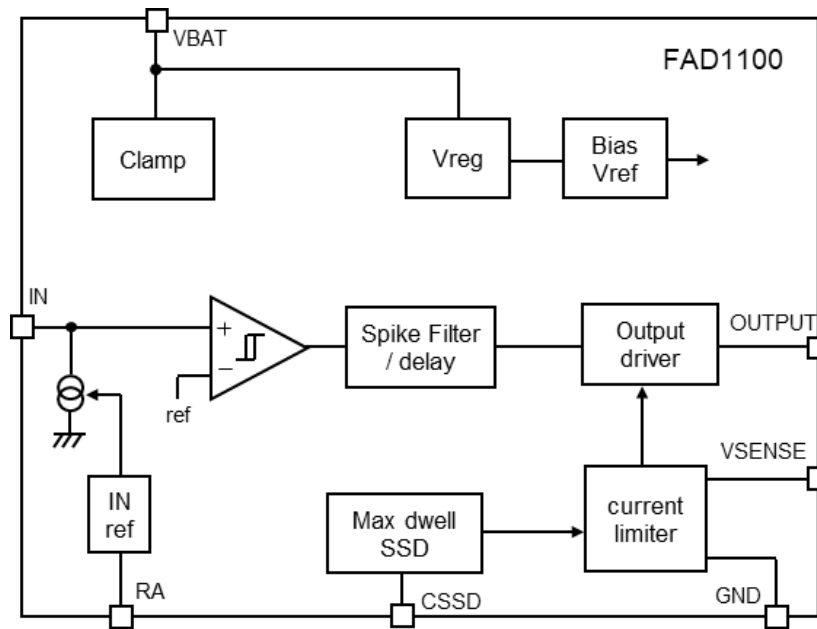 VBAT
FAD1100
Clamp
Vreg
Bias
Vref
IN
+
−
ref
Spike Filter
/ delay
Output
driver
OUTPUT
VSENSE
IN
ref
Max dwell
SSD
current
limiter
RA
CSSD
GND